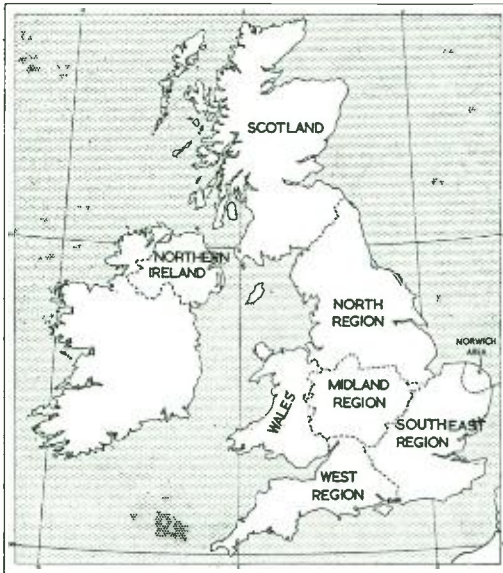 SCOTLAND
NORTHERN
IRELAND
NORTH
REGION
NORWICH
AREA
MIDLAND
REGION
WALES
SOUTH EAST
REGION
WEST
REGION